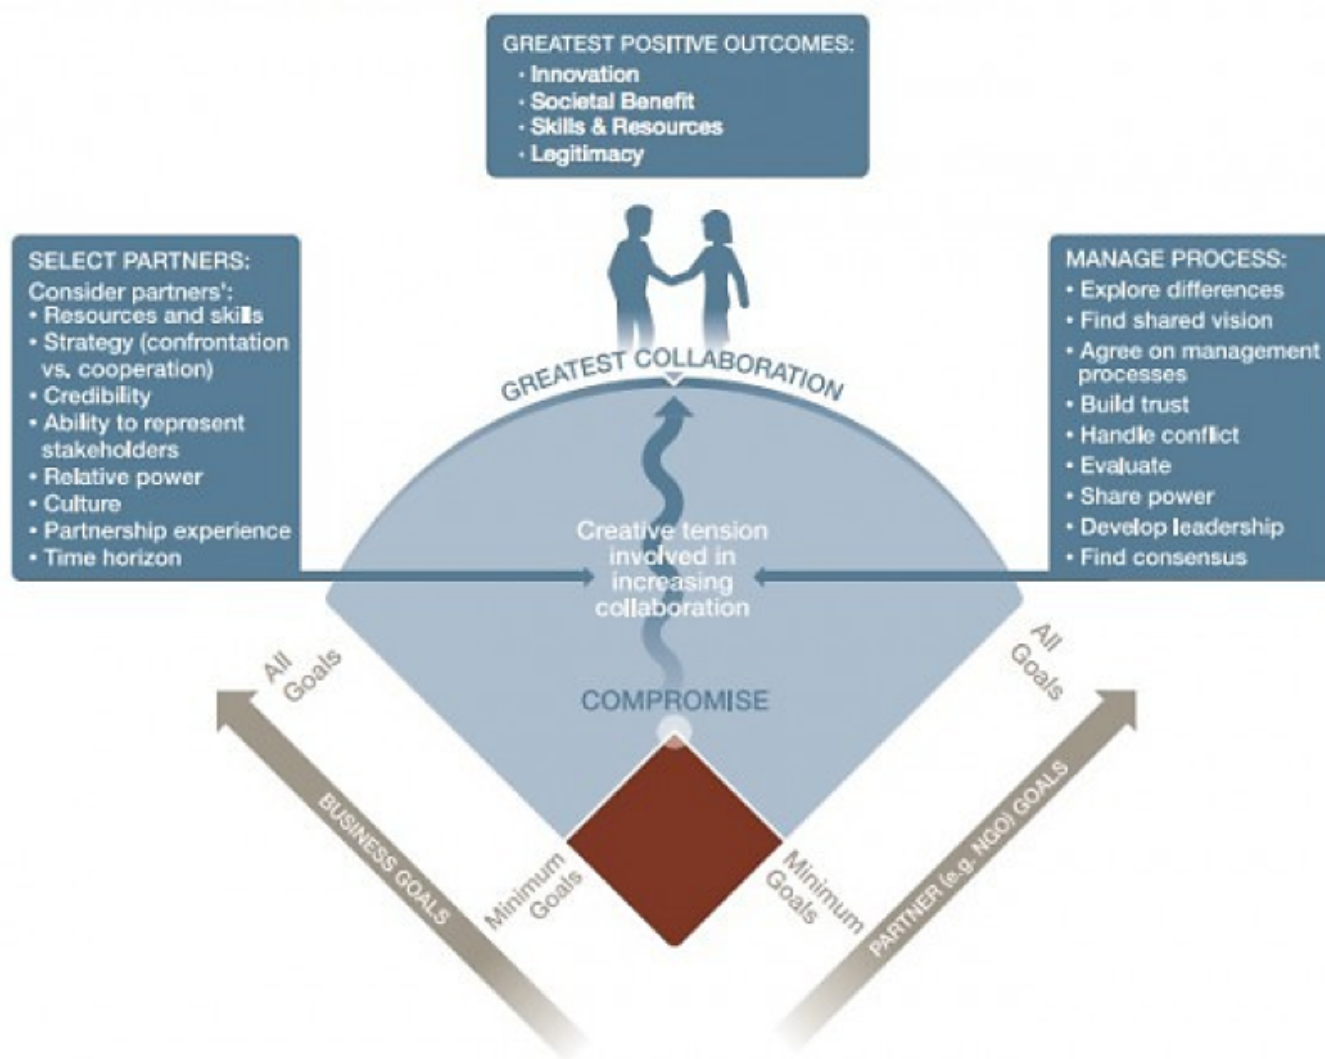 GREATEST POSITIVE OUTCOMES:
• Innovation
• Societal Benefit
• Skills & Resources
• Legitimacy
SELECT PARTNERS:
Consider partners':
• Resources and skills
• Strategy (confrontation
vs. cooperation)
• Credibility
• Ability to represent
stakeholders
• Relative power
• Culture
• Partnership experience
• Time horizon
MANAGE PROCESS:
• Explore differences
• Find shared vision
• Agree on management
processes
• Build trust
• Handle conflict
• Evaluate
• Share power
• Develop leadership
• Find consensus
GREATEST COLLABORATION
Creative tension
involved in
increasing
collaboration
COMPROMISE
All
Goals
All
Goals
BUSINESS GOALS
Minimum
Goals
Minimum
Goals
PARTNER (e.g. NGO) GOALS